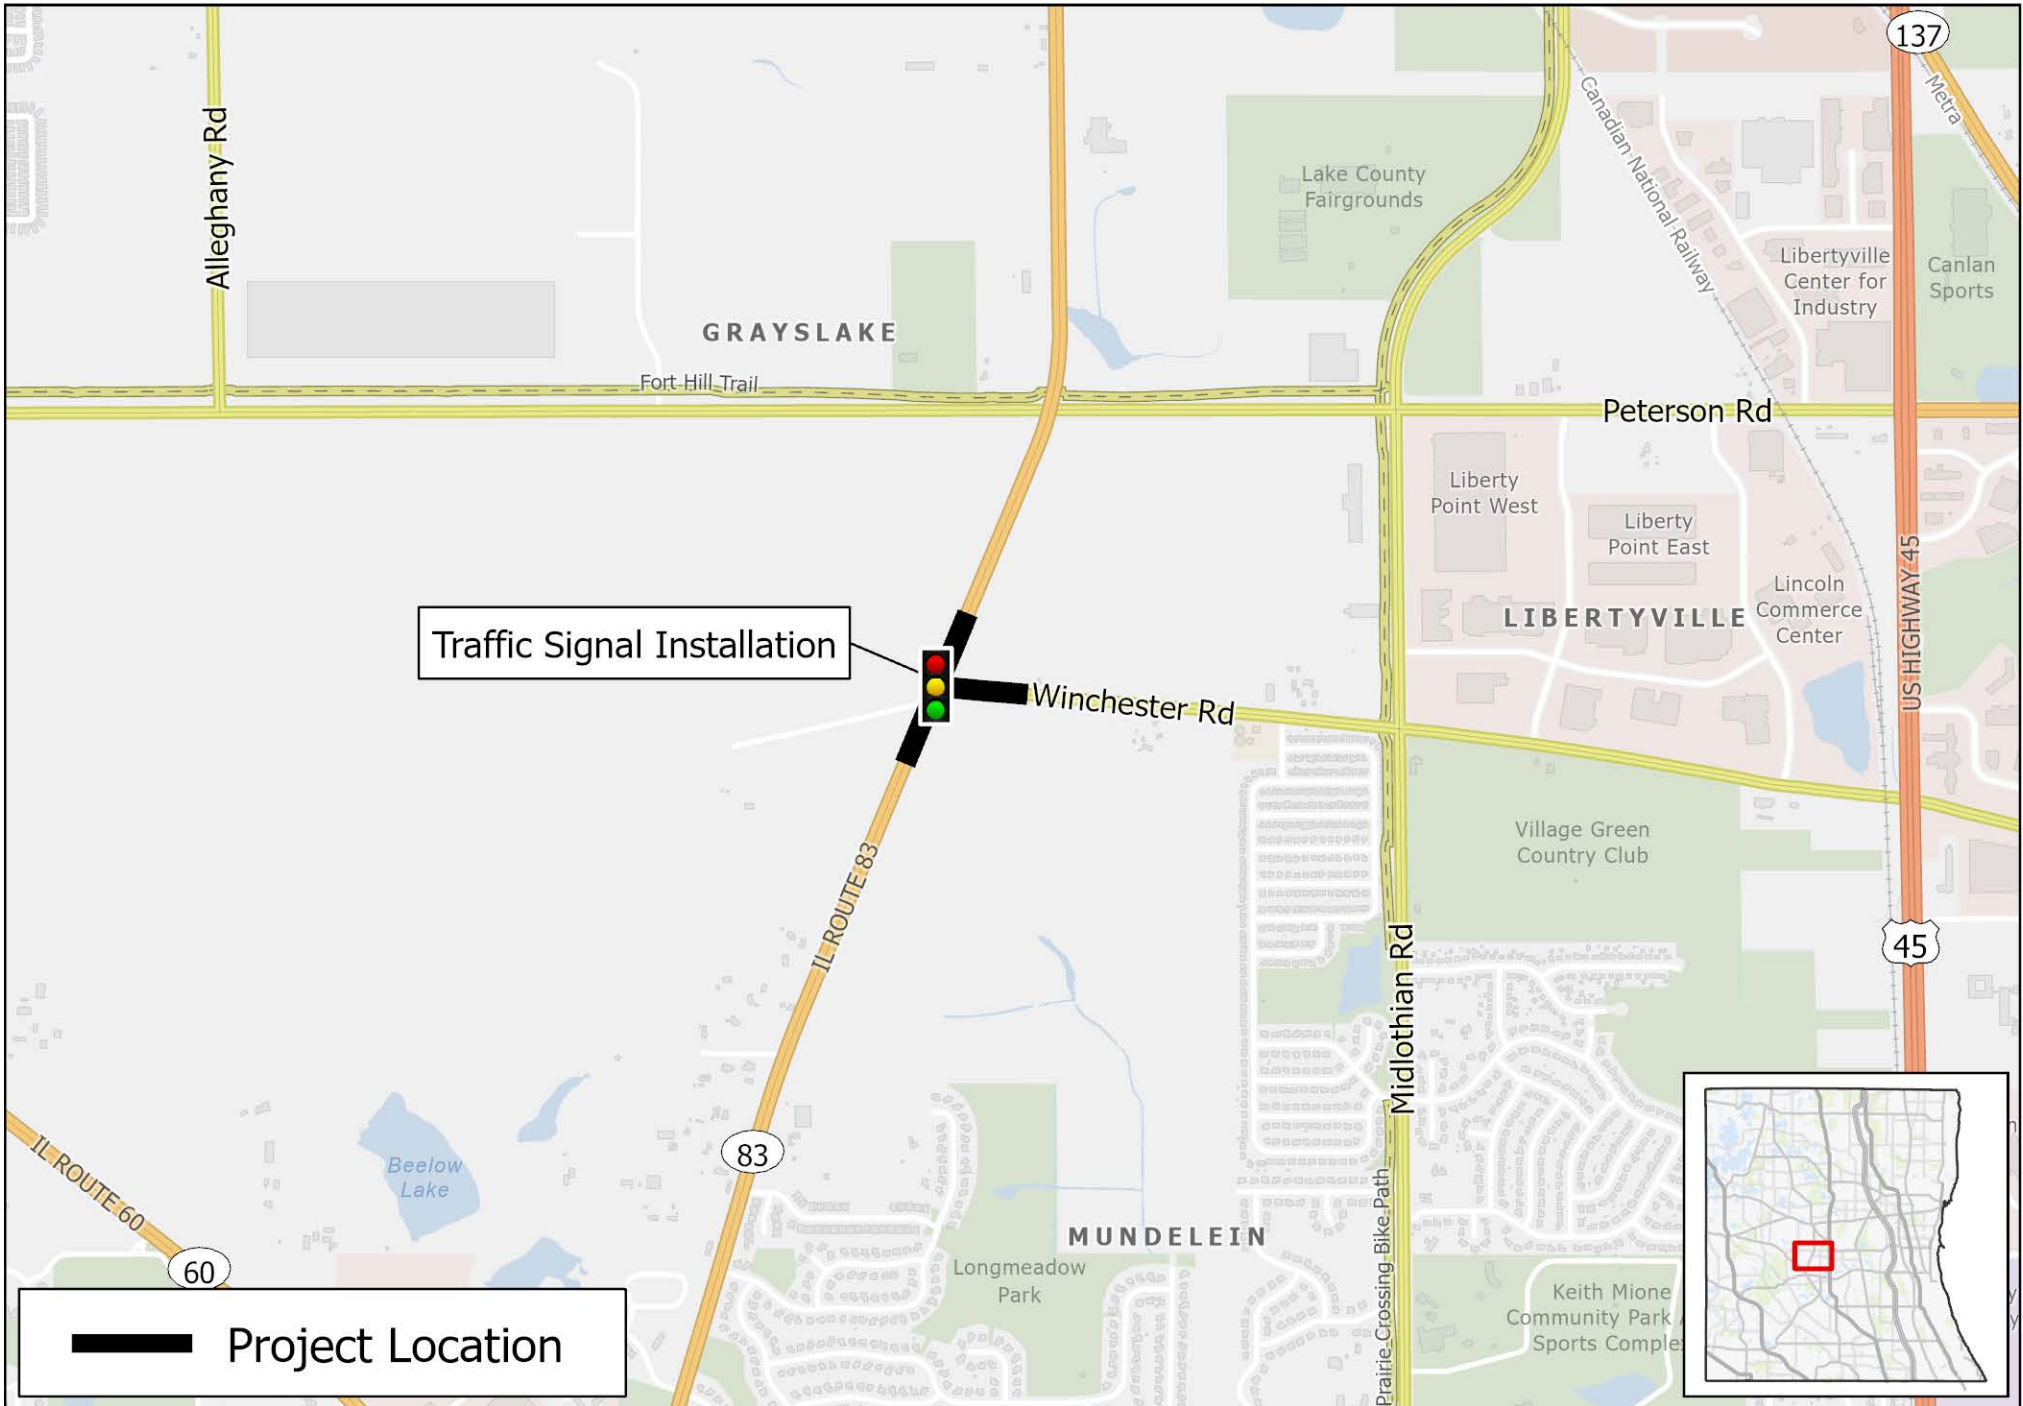 137
Metra
Canadian National Railway
Alleghany Rd
Lake County
Fairgrounds
Libertyville
Center for
Industry
Canlan
Sports
GRAYSLAKE
Fort Hill Trail
Peterson Rd
Liberty
Point West
Liberty
Point East
Lincoln
Commerce
Center
LIBERTYVILLE
US HIGHWAY 45
Traffic Signal Installation
Winchester Rd
Village Green
Country Club
IL ROUTE 83
45
Midlothian Rd
83
Beelow
Lake
IL ROUTE 60
60
MUNDELEIN
Longmeadow
Park
Prairie Crossing Bike Path
Keith Mione
Community Park
Sports Comple
Project Location